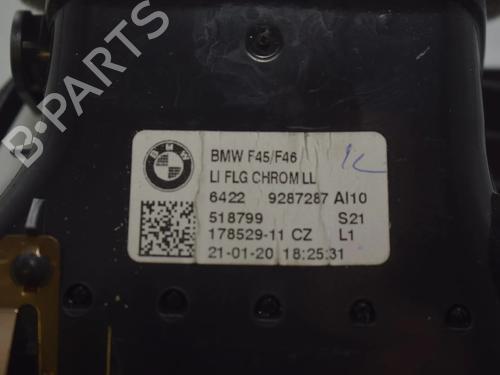 B-PARTS
BMW
BMW F45/F46
LI FLG CHROM LL
6422 9287287 AI10
518799 S21
178529-11 CZ L1
21-01-20 18:25:31